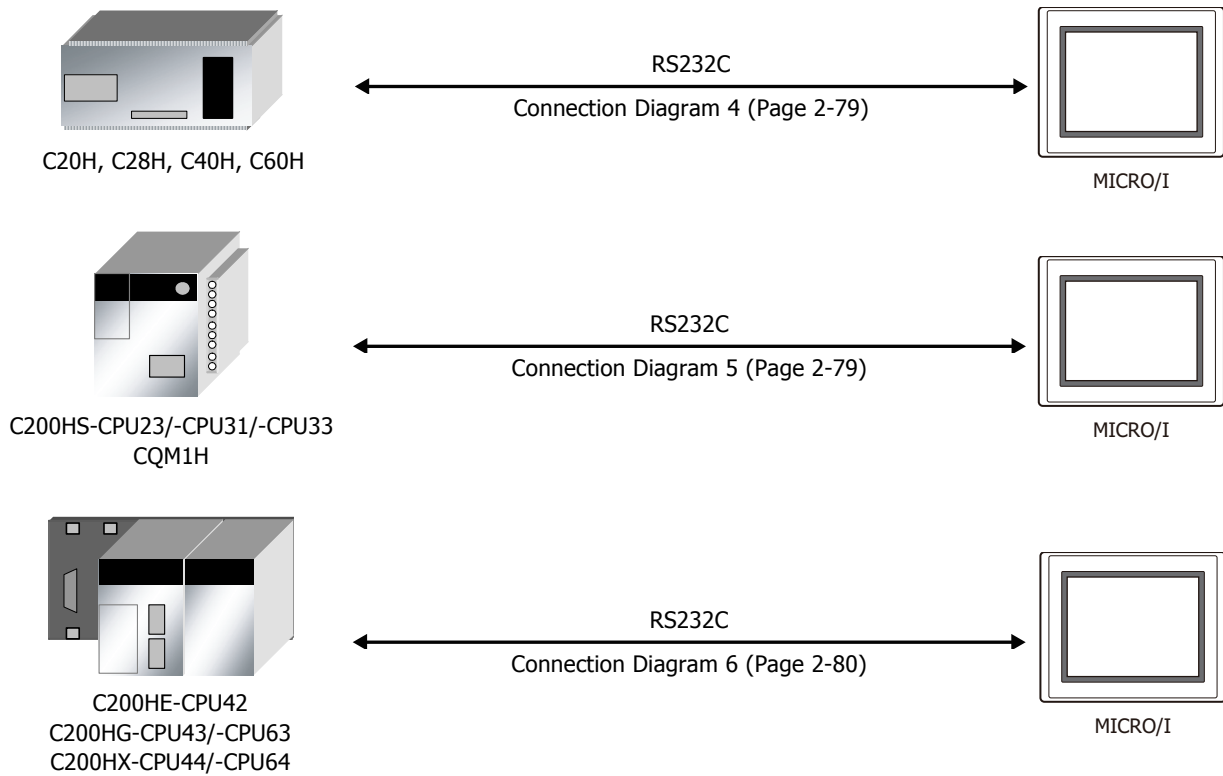 RS232C
Connection Diagram 4 (Page 2-79)
C20H, C28H, C40H, C60H
MICRO/I
RS232C
Connection Diagram 5 (Page 2-79)
C200HS-CPU23/-CPU31/-CPU33
CQM1H
MICRO/I
RS232C
Connection Diagram 6 (Page 2-80)
C200HE-CPU42
C200HG-CPU43/-CPU63
C200HX-CPU44/-CPU64
MICRO/I